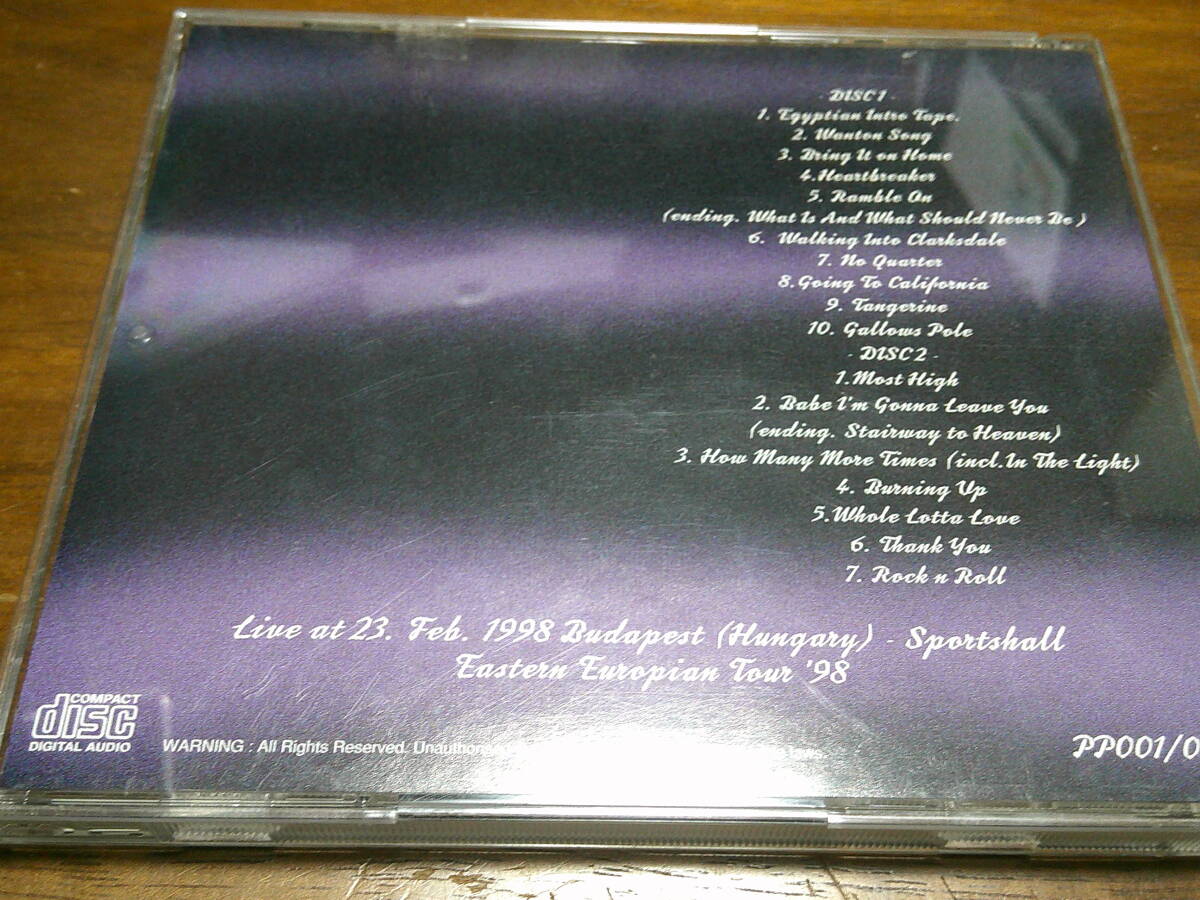 - DISC 1 -
1. Egyptian Intro Tape.
2. Wanton Song
3. Bring It on Home
4.Heartbreaker
5. Ramble On
(ending. What Is And What Should Never Be)
6. Walking Into Clarksdale
7. No Quarter
8.Going To California
9. Tangerine
10. Gallows Pole
- DISC 2 -
1.Most High
2. Babe I'm Gonna Leave You
(ending. Stairway to Heaven)
3. How Many More Times (incl.In The Light)
4. Burning Up
5.Whole Lotta Love
6. Thank You
7. Rock n Roll
Live at 23. Feb. 1998 Budapest (Hungary) - Sportshall
Eastern Europian Tour '98
COMPACT
disc
DIGITAL AUDIO
WARNING : All Rights Reserved.
PP001/0